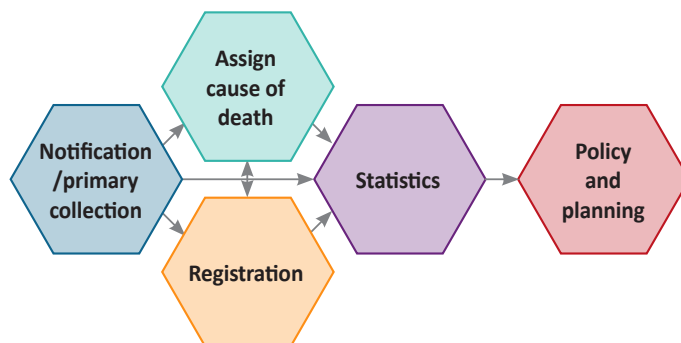 Assign
cause of
death
Notification
/primary
collection
Statistics
Policy
and
planning
Registration